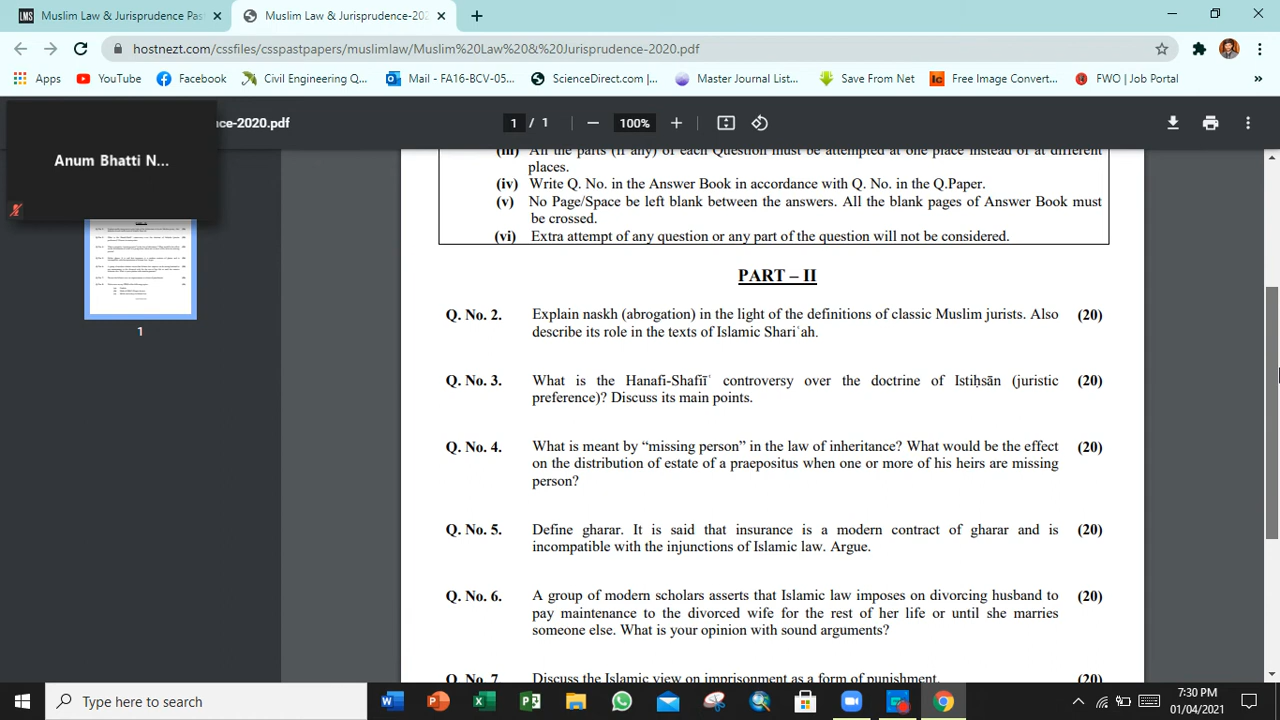 Muslim Law & Jurisprudence Pas
Muslim Law & Jurisprudence-202
hostnezt.com/cssfiles/csspastpapers/muslimlaw/Muslim%20Law%20&%20Jurisprudence-2020.pdf
Apps YouTube Facebook Civil Engineering Q... Mail - FA15-BCV-05... ScienceDirect.com |... Master Journal List... Save From Net Free Image Convert... FWO | Job Portal »
ce-2020.pdf
1 / 1 100%
Anum Bhatti N...
1
(iii) All the parts (if any) of each Question must be attempted at one place instead of at different
places.
(iv) Write Q. No. in the Answer Book in accordance with Q. No. in the Q.Paper.
(v) No Page/Space be left blank between the answers. All the blank pages of Answer Book must
be crossed.
(vi) Extra attempt of any question or any part of the question will not be considered.
PART – II
Q. No. 2. Explain naskh (abrogation) in the light of the definitions of classic Muslim jurists. Also (20)
describe its role in the texts of Islamic Shariʿah.
Q. No. 3. What is the Hanafi-Shafiīʿ controversy over the doctrine of Istiḥsān (juristic (20)
preference)? Discuss its main points.
Q. No. 4. What is meant by “missing person” in the law of inheritance? What would be the effect (20)
on the distribution of estate of a praepositus when one or more of his heirs are missing
person?
Q. No. 5. Define gharar. It is said that insurance is a modern contract of gharar and is (20)
incompatible with the injunctions of Islamic law. Argue.
Q. No. 6. A group of modern scholars asserts that Islamic law imposes on divorcing husband to (20)
pay maintenance to the divorced wife for the rest of her life or until she marries
someone else. What is your opinion with sound arguments?
Q. No. 7 Discuss the Islamic view on imprisonment as a form of punishment. (20)
Type here to search
7:30 PM
01/04/2021